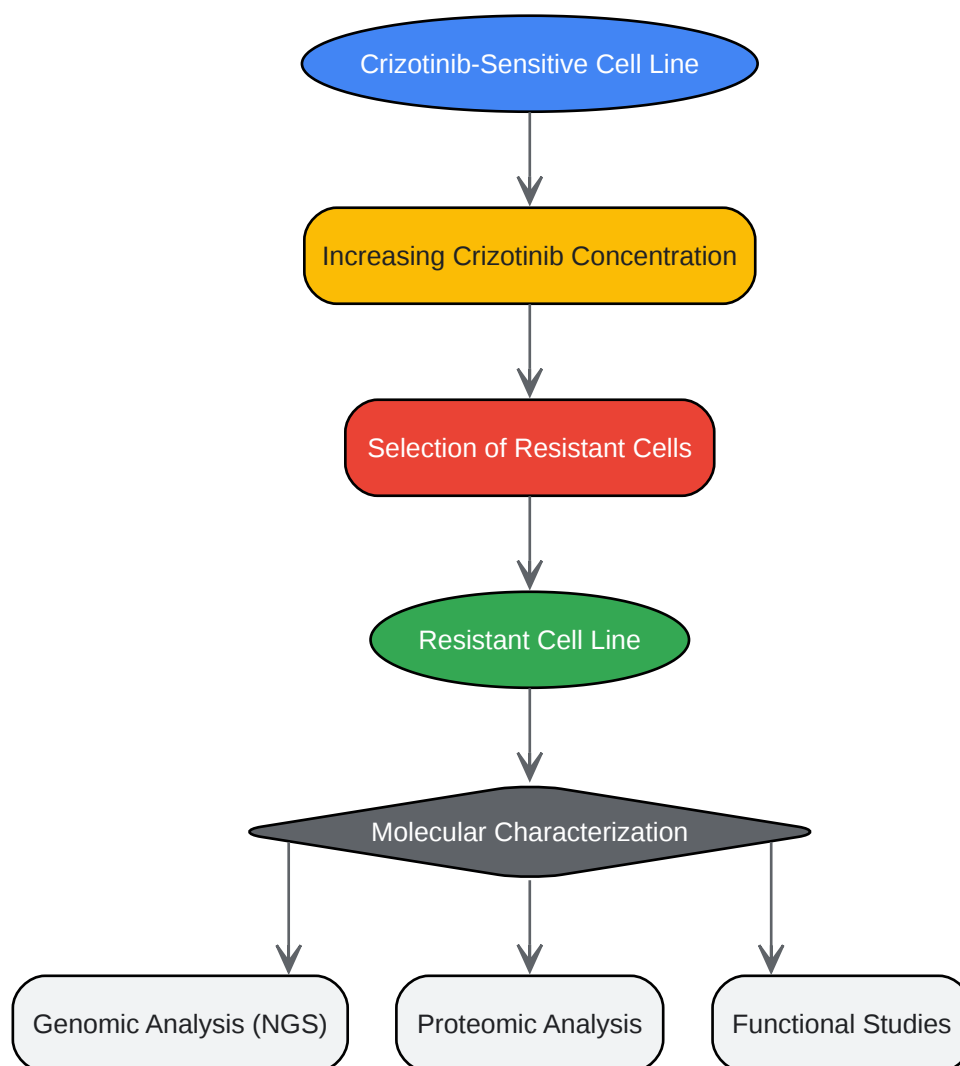 Crizotinib-Sensitive Cell Line
Increasing Crizotinib Concentration
Selection of Resistant Cells
Resistant Cell Line
Molecular Characterization
Genomic Analysis (NGS)
Proteomic Analysis
Functional Studies